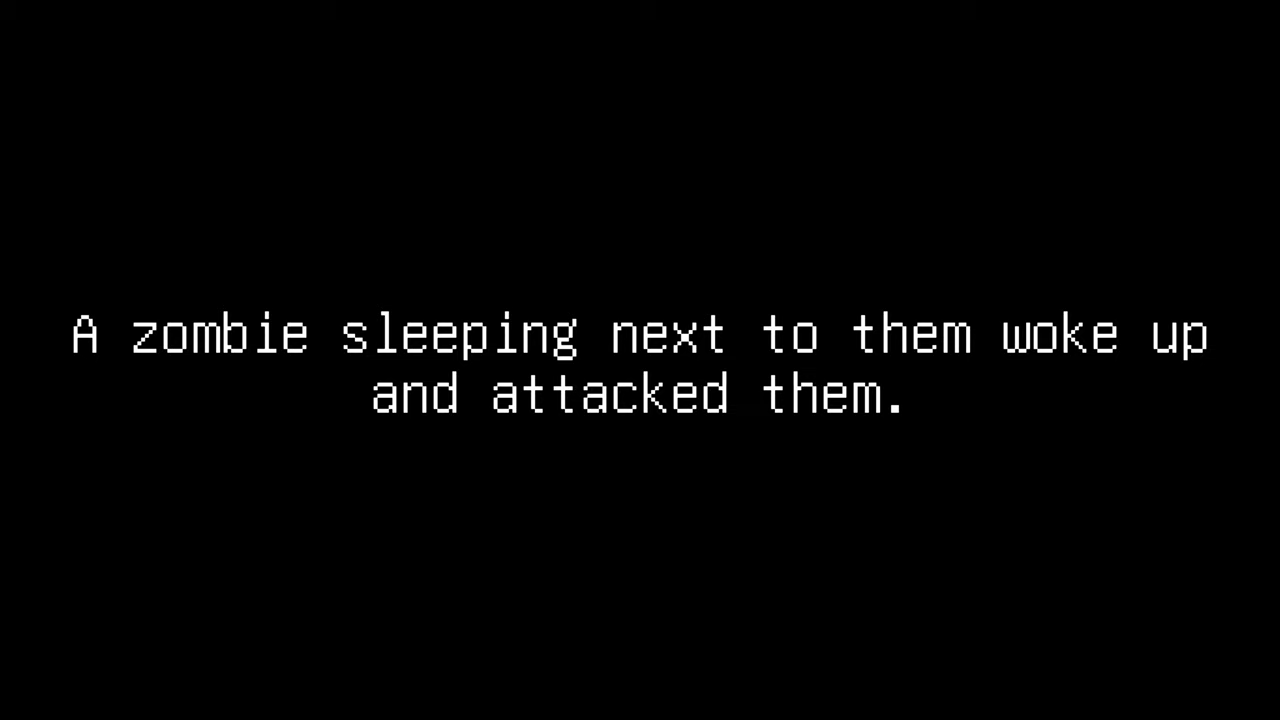 A zombie sleeping next to them woke up
and attacked them.